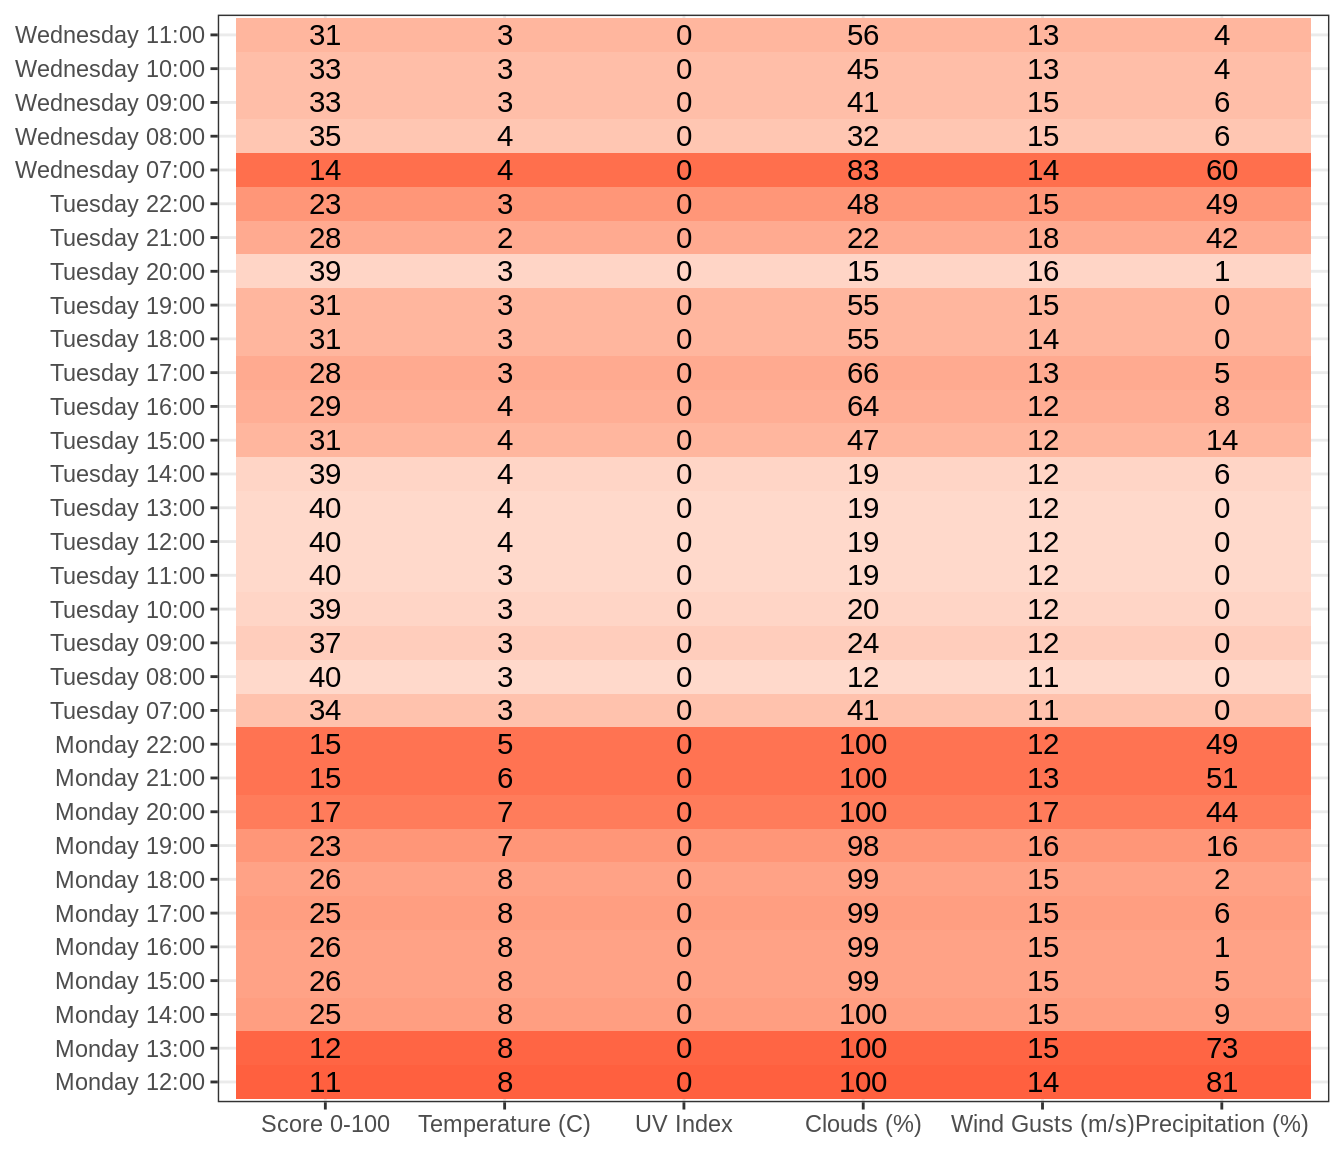 Wednesday 11:00 31 3 0 56 13 4
Wednesday 10:00 33 3 0 45 13 4
Wednesday 09:00 33 3 0 41 15 6
Wednesday 08:00 35 4 0 32 15 6
Wednesday 07:00 14 4 0 83 14 60
Tuesday 22:00 23 3 0 48 15 49
Tuesday 21:00 28 2 0 22 18 42
Tuesday 20:00 39 3 0 15 16 1
Tuesday 19:00 31 3 0 55 15 0
Tuesday 18:00 31 3 0 55 14 0
Tuesday 17:00 28 3 0 66 13 5
Tuesday 16:00 29 4 0 64 12 8
Tuesday 15:00 31 4 0 47 12 14
Tuesday 14:00 39 4 0 19 12 6
Tuesday 13:00 40 4 0 19 12 0
Tuesday 12:00 40 4 0 19 12 0
Tuesday 11:00 40 3 0 19 12 0
Tuesday 10:00 39 3 0 20 12 0
Tuesday 09:00 37 3 0 24 12 0
Tuesday 08:00 40 3 0 12 11 0
Tuesday 07:00 34 3 0 41 11 0
Monday 22:00 15 5 0 100 12 49
Monday 21:00 15 6 0 100 13 51
Monday 20:00 17 7 0 100 17 44
Monday 19:00 23 7 0 98 16 16
Monday 18:00 26 8 0 99 15 2
Monday 17:00 25 8 0 99 15 6
Monday 16:00 26 8 0 99 15 1
Monday 15:00 26 8 0 99 15 5
Monday 14:00 25 8 0 100 15 9
Monday 13:00 12 8 0 100 15 73
Monday 12:00 11 8 0 100 14 81
Score 0-100 Temperature (C) UV Index Clouds (%) Wind Gusts (m/s) Precipitation (%)